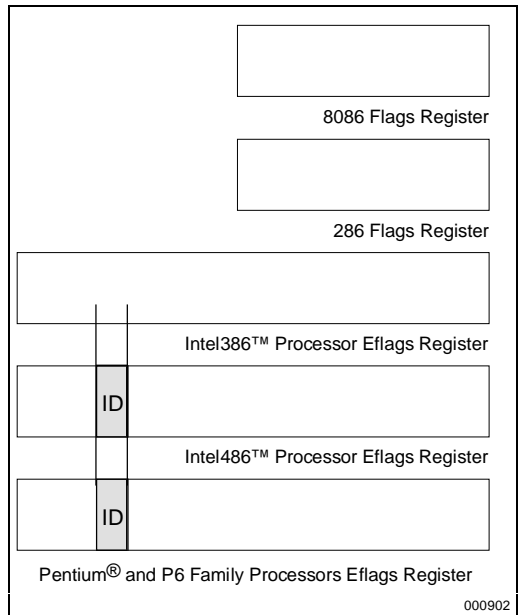 8086 Flags Register
286 Flags Register
Intel386™ Processor Eflags Register
ID
Intel486™ Processor Eflags Register
ID
Pentium® and P6 Family Processors Eflags Register
000902